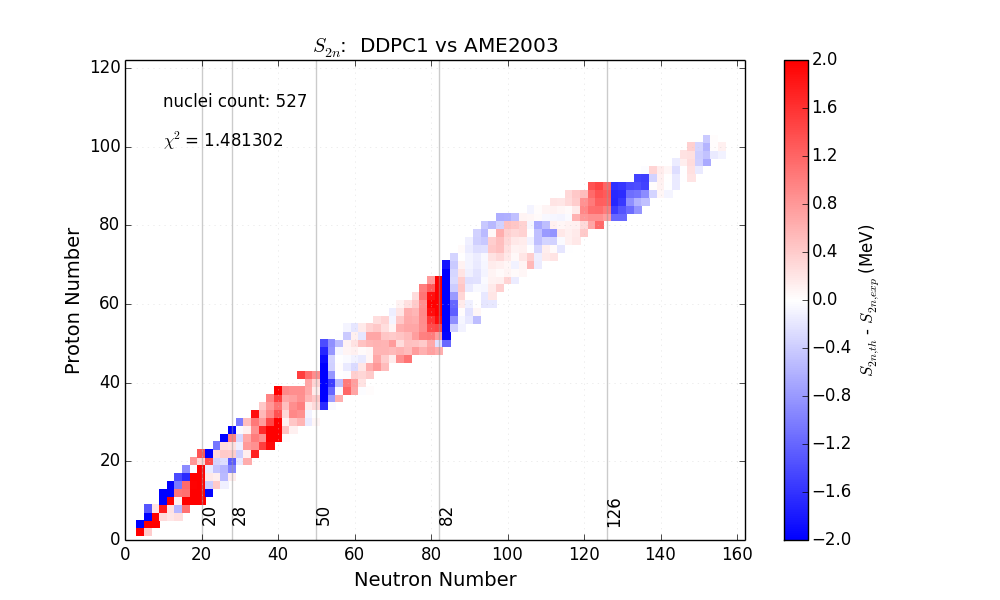 S₂ₙ: DDPC1 vs AME2003
nuclei count: 527
χ² = 1.481302
120
100
80
60
40
20
0
Proton Number
0 20 40 60 80 100 120 140 160
Neutron Number
20 28 50 82 126
2.0
1.6
1.2
0.8
0.4
0.0
−0.4
−0.8
−1.2
−1.6
−2.0
S₂ₙ,ₜₕ - S₂ₙ,ₑₓₚ (MeV)